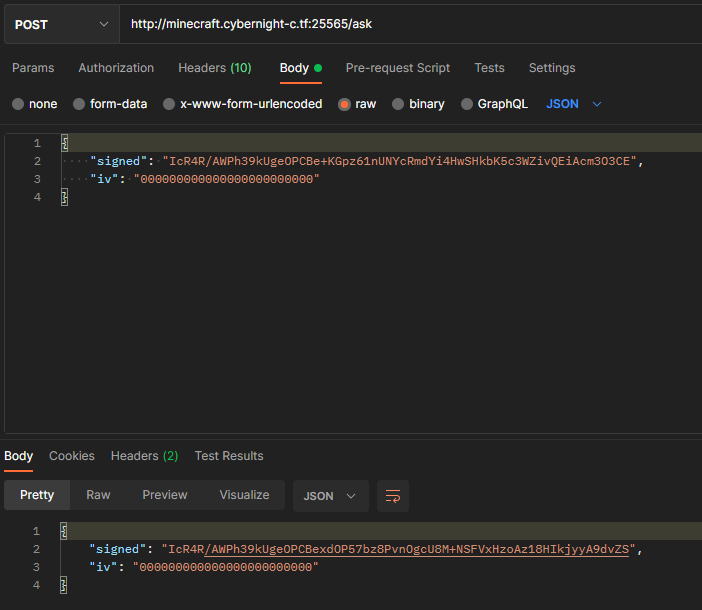 POST http://minecraft.cybernight-c.tf:25565/ask
Params Authorization Headers (10) Body Pre-request Script Tests Settings
none form-data x-www-form-urlencoded raw binary GraphQL JSON
1 {
2 "signed": "IcR4R/AWPh39kUgeOPCBe+KGpz61nUNYcRmdYi4HwSHkbK5c3WZivQEiAcm3O3CE",
3 "iv": "000000000000000000000000"
4 }
Body Cookies Headers (2) Test Results
Pretty Raw Preview Visualize JSON
1 {
2 "signed": "IcR4R/AWPh39kUgeOPCBexdOP57bz8PvnOgcU8M+NSFVxHzoAz18HIkjyyA9dvZS",
3 "iv": "000000000000000000000000"
4 }